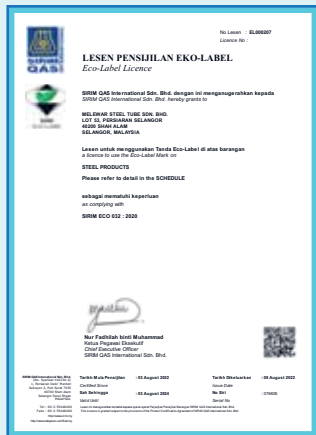 No Lesen : EL000207
Licence No :
SIRIM
QAS
LESEN PENSIJILAN EKO-LABEL
Eco-Label Licence
SIRIM QAS International Sdn. Bhd. dengan ini menganugerahkan kepada
SIRIM QAS International Sdn. Bhd. hereby grants to
MELEWAR STEEL TUBE SDN. BHD.
LOT 53, PERSIARAN SELANGOR
40200 SHAH ALAM
SELANGOR, MALAYSIA
Lesen untuk menggunakan Tanda Eco-Label di atas barangan
a licence to use the Eco-Label Mark on
STEEL PRODUCTS
Please refer to detail in the SCHEDULE
sebagai mematuhi keperluan
as complying with
SIRIM ECO 032 : 2020
Nur Fadhilah binti Muhammad
Ketua Pegawai Eksekutif
Chief Executive Officer
SIRIM QAS International Sdn. Bhd.
Tarikh Mula Pensijilan : 03 August 2022
Certified Since
Sah Sehingga : 03 August 2024
Valid Until
Tarikh Dikeluarkan : 08 August 2022
Issue Date
No Siri
Serial No